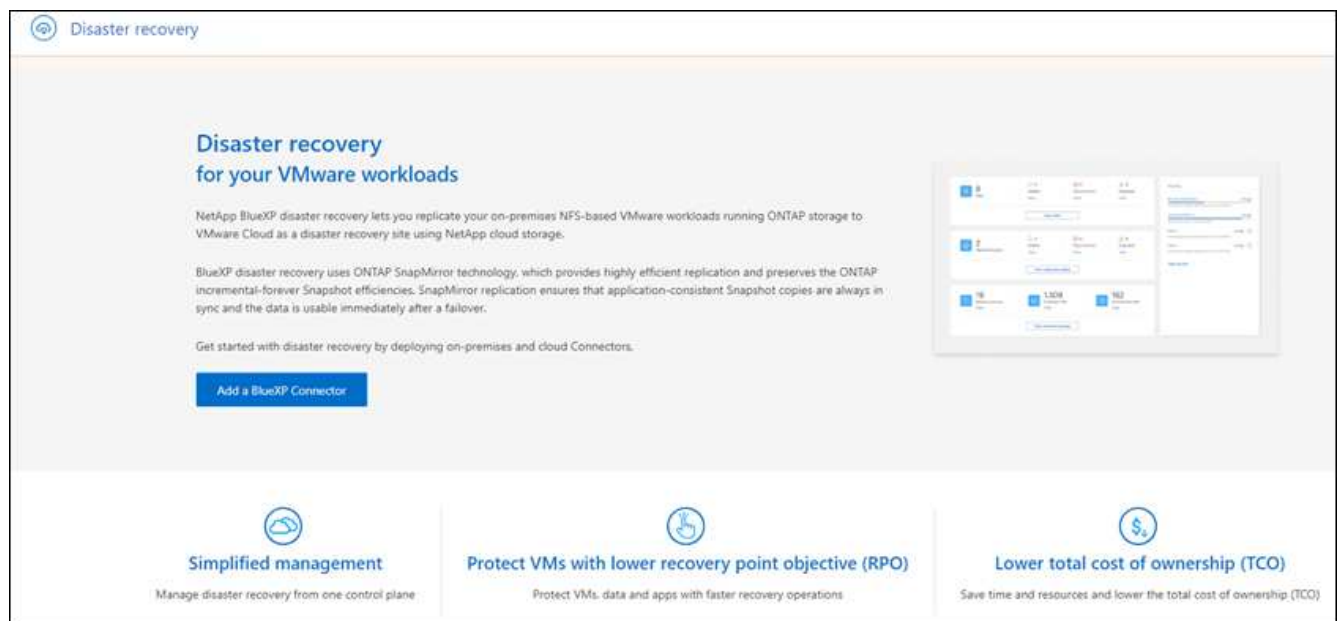 Disaster recovery
Disaster recovery
for your VMware workloads
NetApp BlueXP disaster recovery lets you replicate your on-premises NFS-based VMware workloads running ONTAP storage to
VMware Cloud as a disaster recovery site using NetApp cloud storage.
BlueXP disaster recovery uses ONTAP SnapMirror technology, which provides highly efficient replication and preserves the ONTAP
incremental-forever Snapshot efficiencies. SnapMirror replication ensures that application-consistent Snapshot copies are always in
sync and the data is usable immediately after a failover.
Get started with disaster recovery by deploying on-premises and cloud Connectors.
Add a BlueXP Connector
Simplified management
Manage disaster recovery from one control plane
Protect VMs with lower recovery point objective (RPO)
Protect VMs, data and apps with faster recovery operations
Lower total cost of ownership (TCO)
Save time and resources and lower the total cost of ownership (TCO)